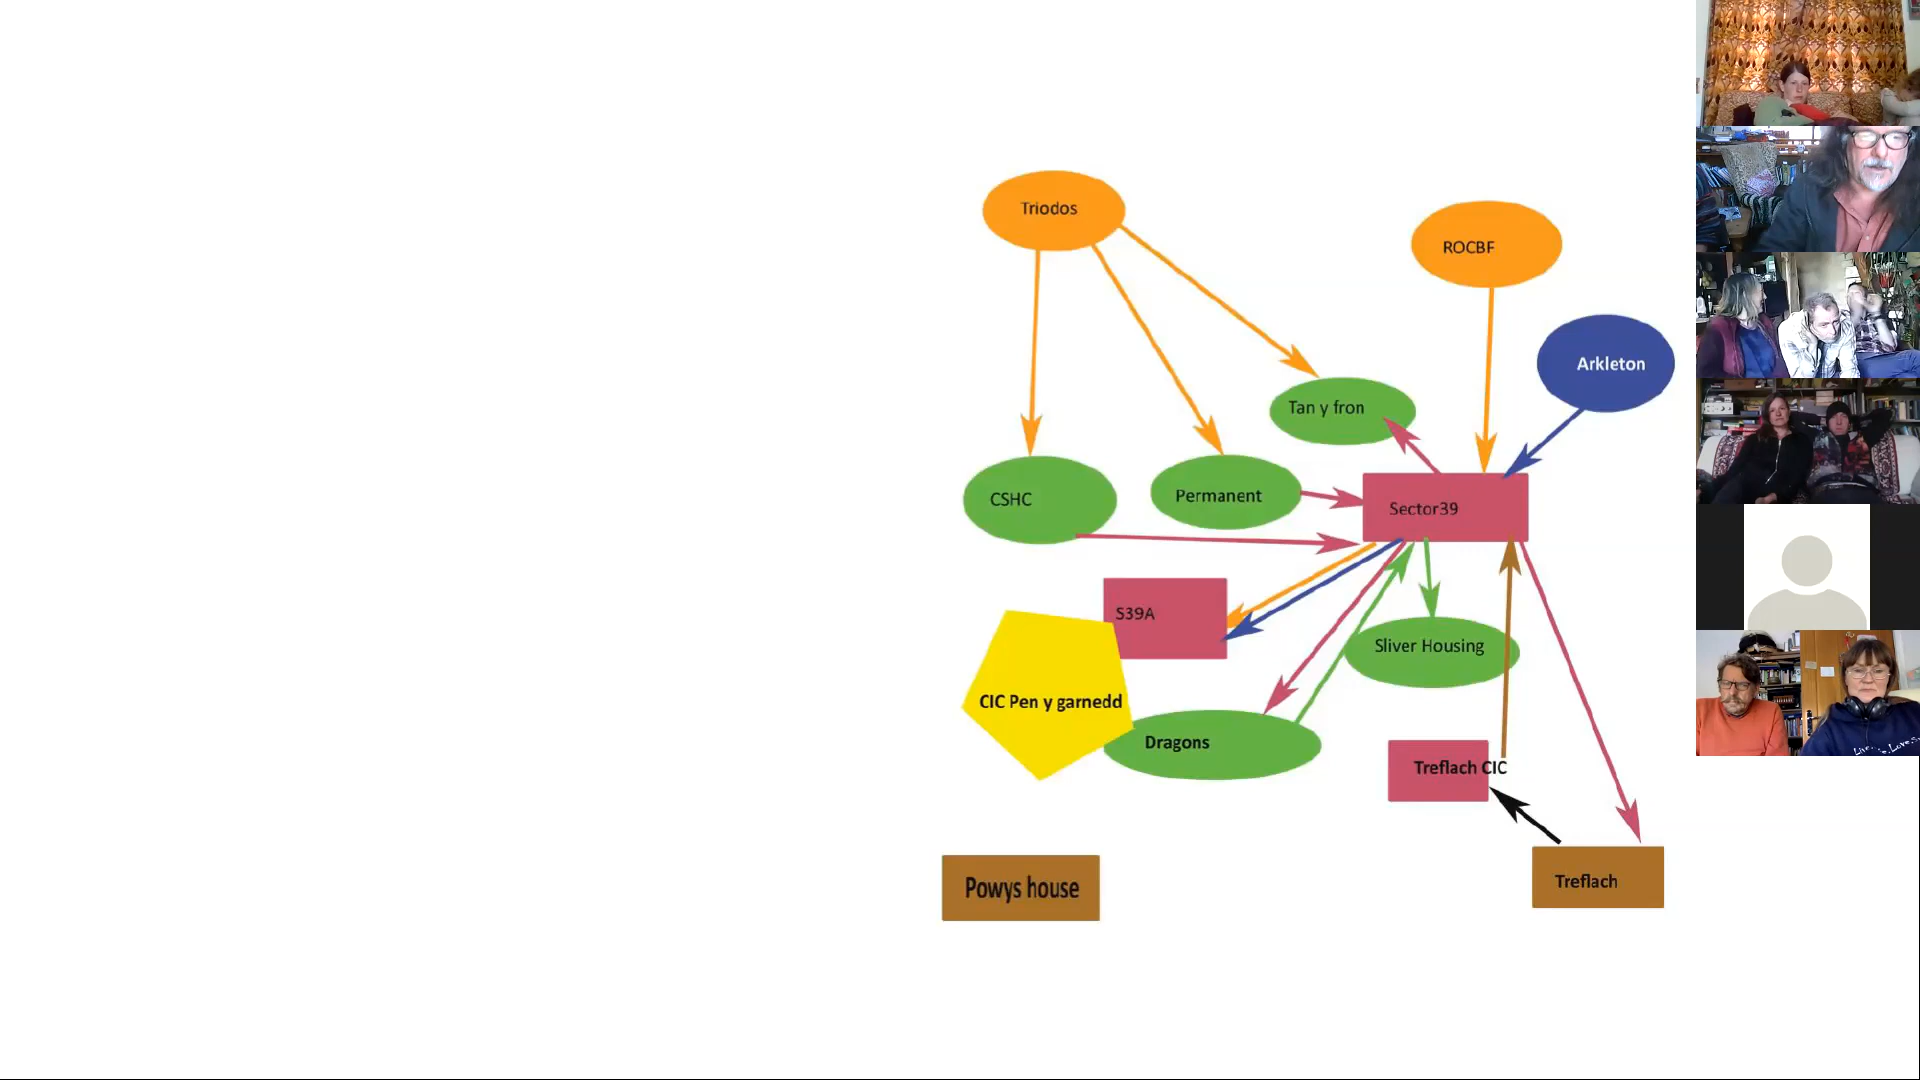 Triodos
ROCBF
Arkleton
Tan y fron
CSHC
Permanent
Sector39
S39A
Sliver Housing
CIC Pen y garnedd
Dragons
Treflach CIC
Powys house
Treflach